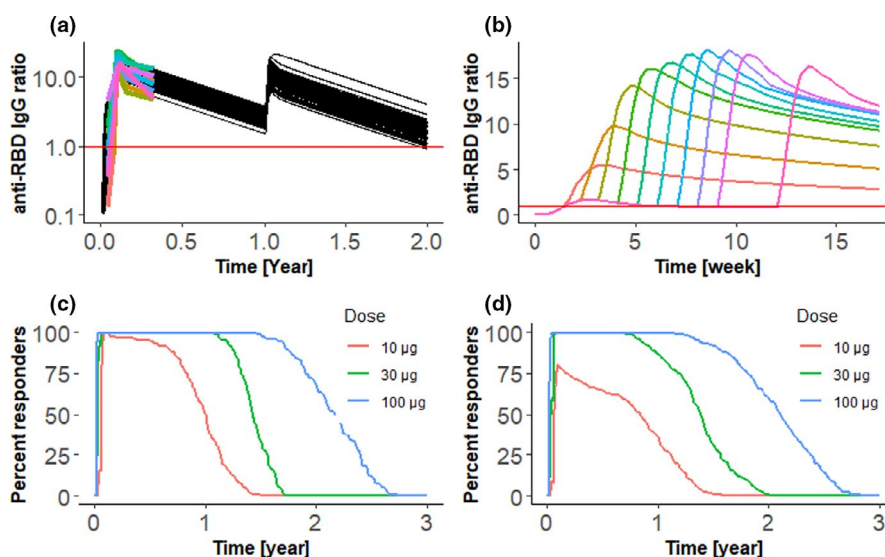 (a)
anti-RBD IgG ratio
10.0
1.0
0.1
0.0 0.5 1.0 1.5 2.0
Time [Year]
(b)
anti-RBD IgG ratio
15
10
5
0
0 5 10 15
Time [week]
(c)
Percent responders
100
75
50
25
0
0 1 2 3
Time [year]
Dose
10 µg
30 µg
100 µg
(d)
Percent responders
100
75
50
25
0
0 1 2 3
Time [year]
Dose
10 µg
30 µg
100 µg